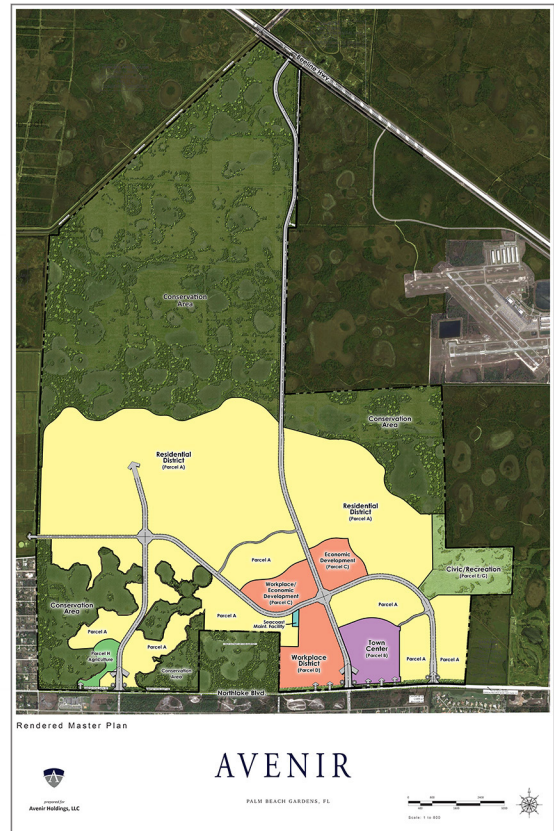 Beeline Hwy.
Conservation
Area
Conservation
Area
Residential
District
(Parcel A)
Residential
District
(Parcel A)
Economic
Development
(Parcel C)
Parcel A
Civic/Recreation
(Parcel E/G)
Workplace/
Economic
Development
(Parcel C)
Conservation
Area
Parcel A
Parcel A
Seacoast
Maint. Facility
Parcel A
Parcel A
Town
Center
(Parcel B)
Parcel H
Agriculture
Workplace
District
(Parcel D)
Parcel A
Parcel A
Conservation
Area
Northlake Blvd
Rendered Master Plan
AVENIR
PALM BEACH GARDENS, FL
prepared for
Avenir Holdings, LLC